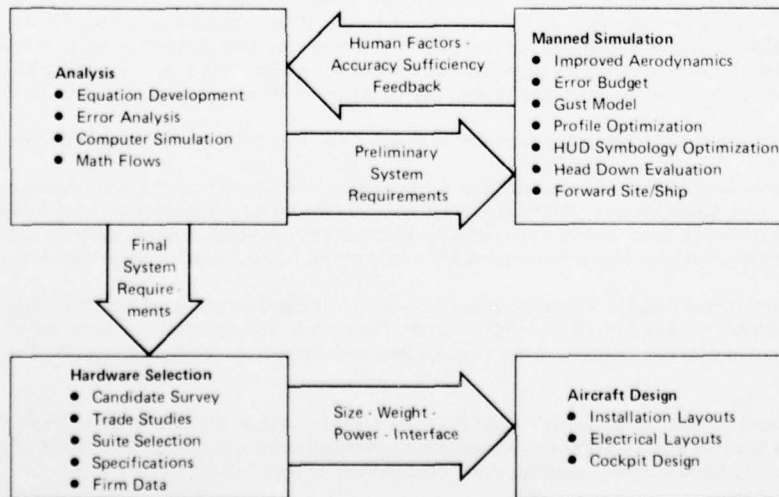 Analysis
● Equation Development
● Error Analysis
● Computer Simulation
● Math Flows
Human Factors -
Accuracy Sufficiency
Feedback
Preliminary
System
Requirements
Manned Simulation
● Improved Aerodynamics
● Error Budget
● Gust Model
● Profile Optimization
● HUD Symbology Optimization
● Head Down Evaluation
● Forward Site/Ship
Final
System
Require-
ments
Hardware Selection
● Candidate Survey
● Trade Studies
● Suite Selection
● Specifications
● Firm Data
Size - Weight -
Power - Interface
Aircraft Design
● Installation Layouts
● Electrical Layouts
● Cockpit Design